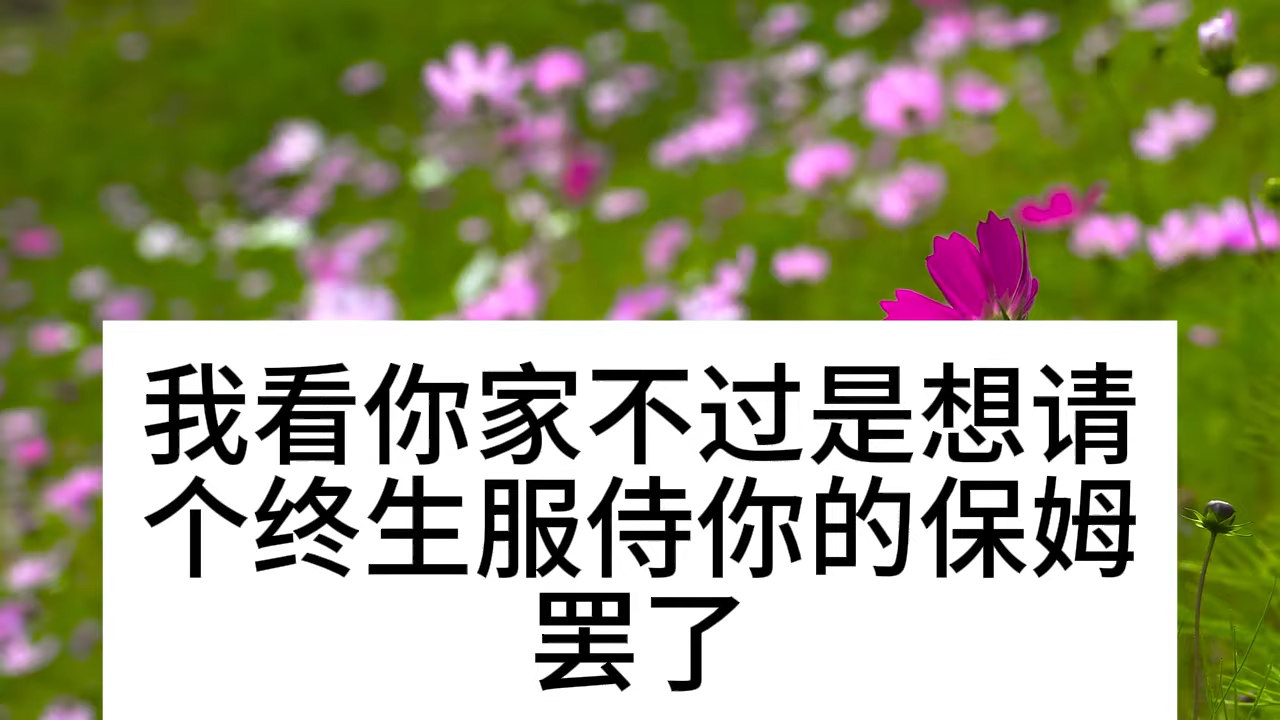 我看你家不过是想请
个终生服侍你的保姆
罢了